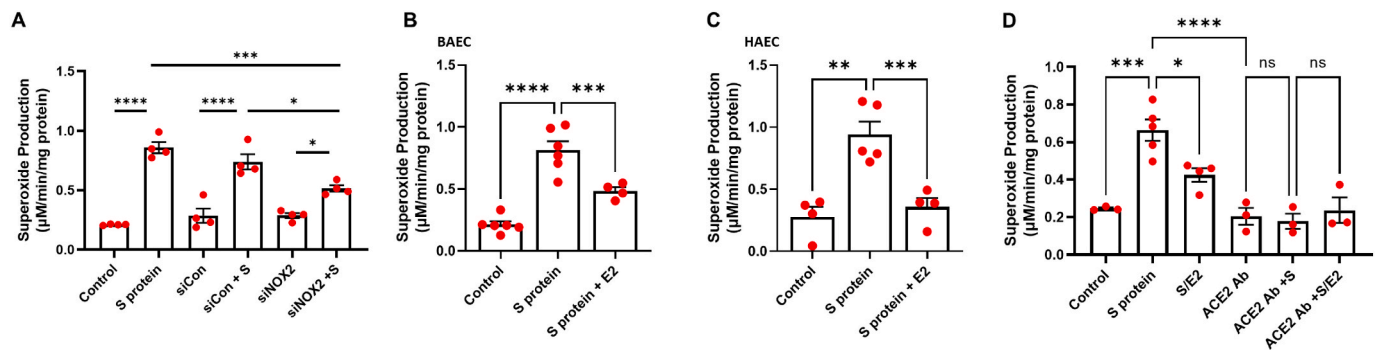 A
Superoxide Production
(µM/min/mg protein)
1.5
1.0
0.5
0.0
***
****
****
*
*
Control
S protein
siCon
siCon + S
siNOX2
siNOX2 +S
B
BAEC
Superoxide Production
(µM/min/mg protein)
1.5
1.0
0.5
0.0
****
***
Control
S protein
S protein + E2
C
HAEC
Superoxide Production
(µM/min/mg protein)
1.5
1.0
0.5
0.0
**
***
Control
S protein
S protein + E2
D
Superoxide Production
(µM/min/mg protein)
1.0
0.8
0.6
0.4
0.2
0.0
****
***
*
ns
ns
Control
S protein
S/E2
ACE2 Ab
ACE2 Ab +S
ACE2 Ab +S/E2